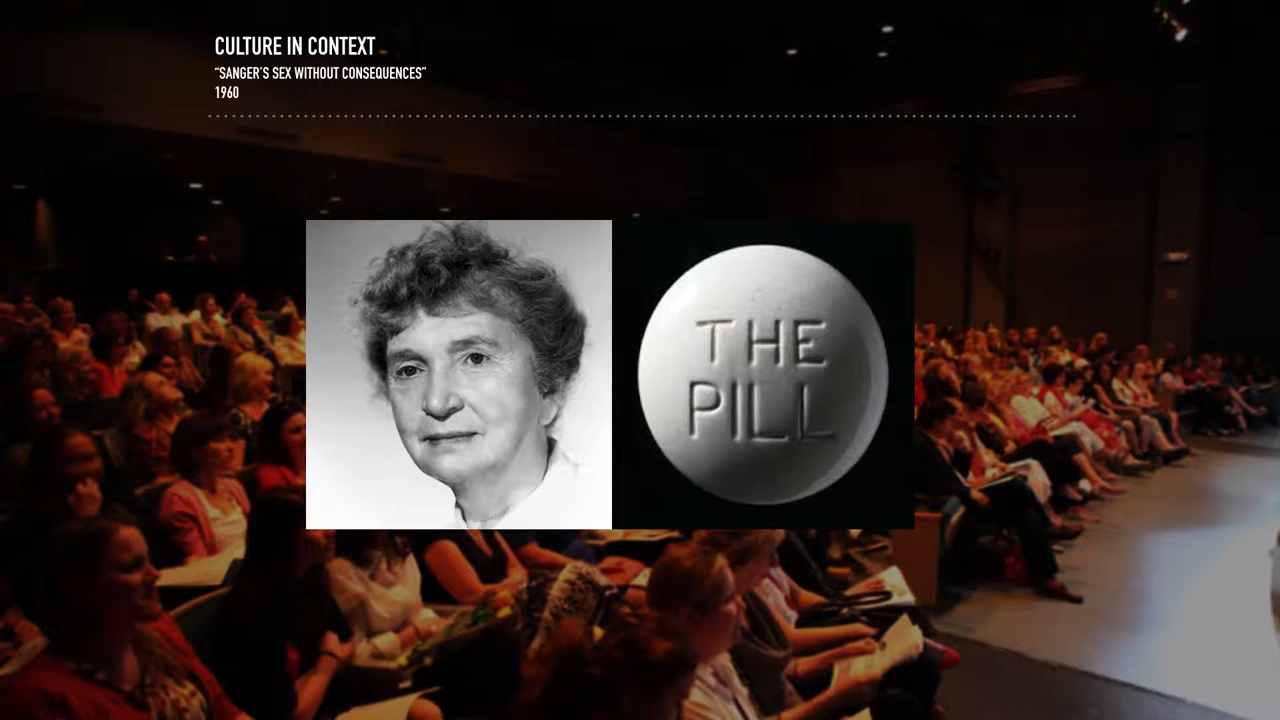 CULTURE IN CONTEXT
“SANGER’S SEX WITHOUT CONSEQUENCES”
1960
THE
PILL